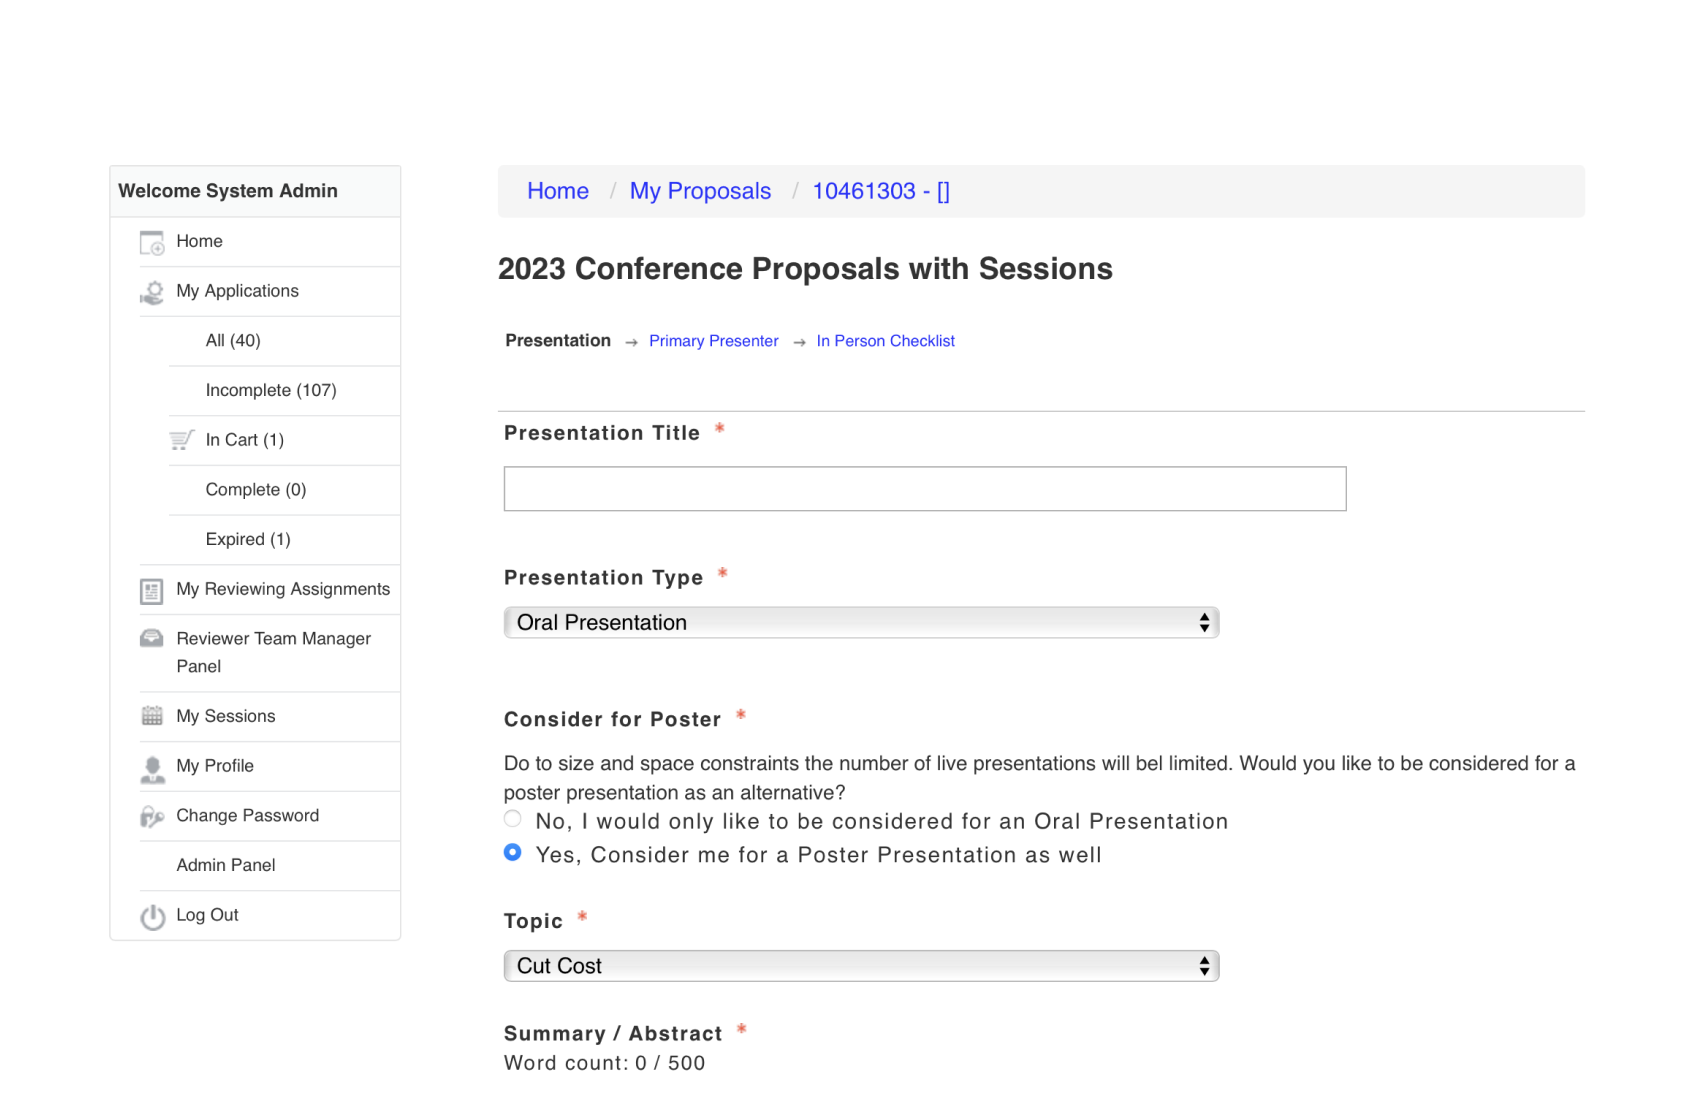 Welcome System Admin
Home
My Applications
All (40)
Incomplete (107)
In Cart (1)
Complete (0)
Expired (1)
My Reviewing Assignments
Reviewer Team Manager
Panel
My Sessions
My Profile
Change Password
Admin Panel
Log Out
Home / My Proposals / 10461303 - []
2023 Conference Proposals with Sessions
Presentation → Primary Presenter → In Person Checklist
Presentation Title *
Presentation Type *
Oral Presentation
Consider for Poster *
Do to size and space constraints the number of live presentations will bel limited. Would you like to be considered for a
poster presentation as an alternative?
No, I would only like to be considered for an Oral Presentation
Yes, Consider me for a Poster Presentation as well
Topic *
Cut Cost
Summary / Abstract *
Word count: 0 / 500